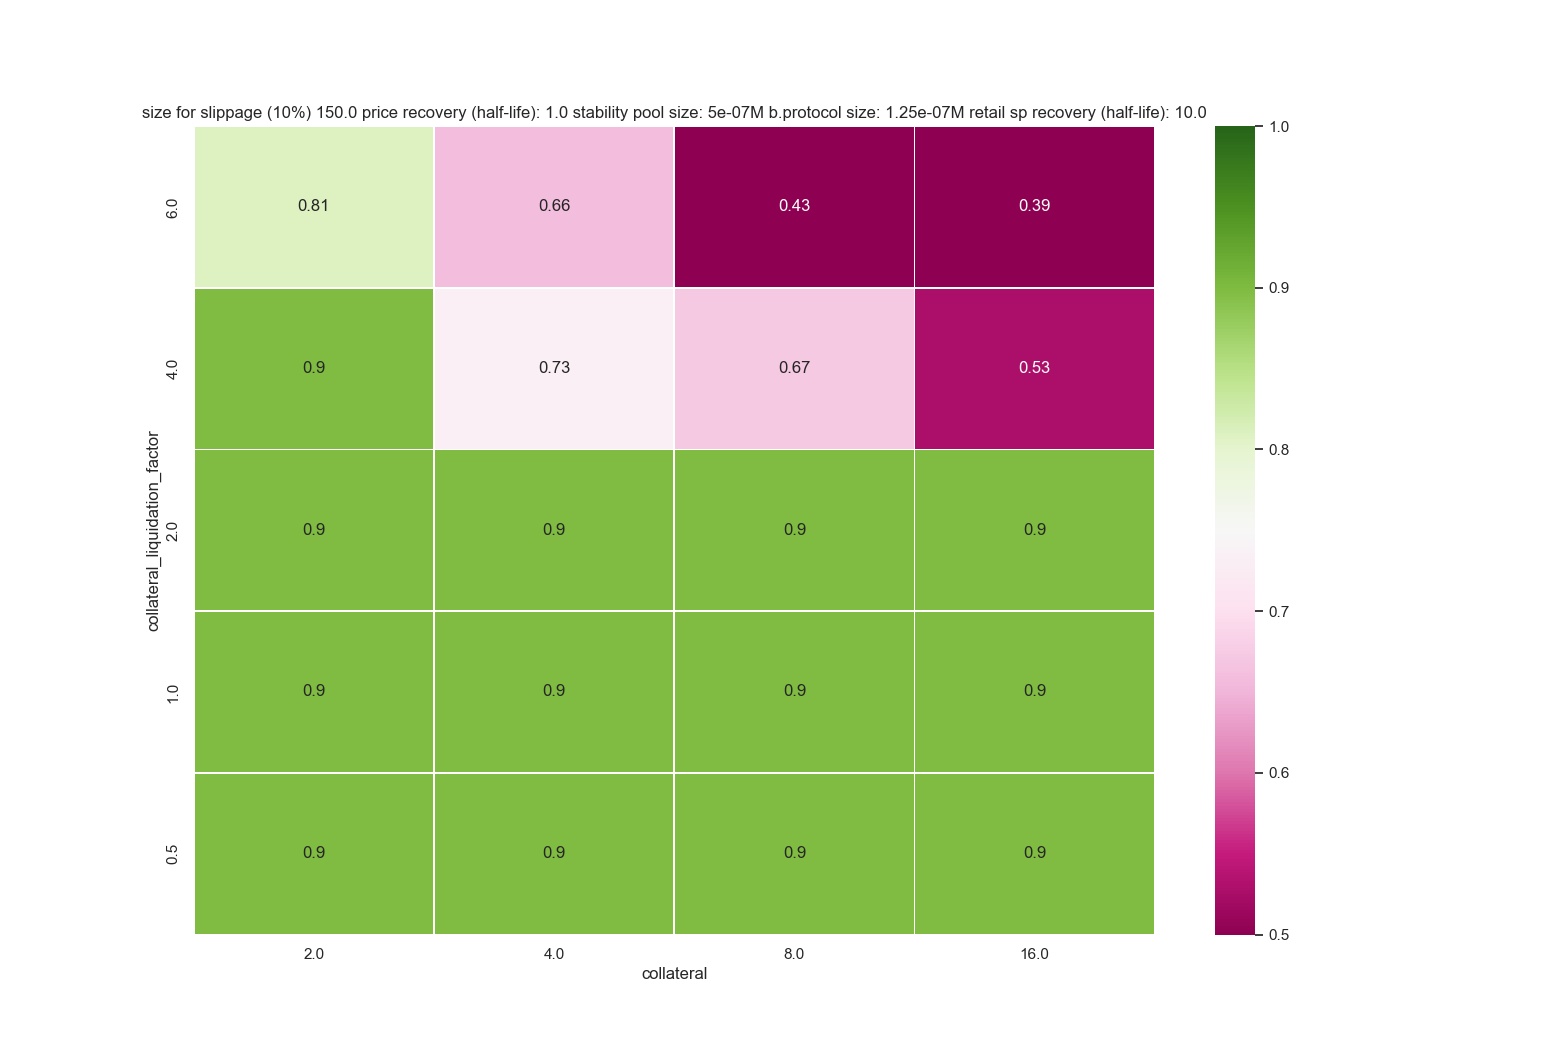 size for slippage (10%) 150.0 price recovery (half-life): 1.0 stability pool size: 5e-07M b.protocol size: 1.25e-07M retail sp recovery (half-life): 10.0
collateral_liquidation_factor
6.0
0.81 0.66 0.43 0.39
4.0
0.9 0.73 0.67 0.53
2.0
0.9 0.9 0.9 0.9
1.0
0.9 0.9 0.9 0.9
0.5
0.9 0.9 0.9 0.9
2.0 4.0 8.0 16.0
collateral
1.0
0.9
0.8
0.7
0.6
0.5